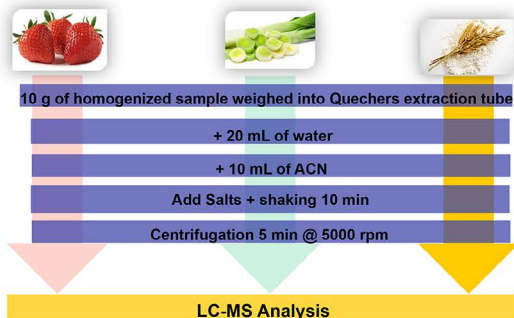 10 g of homogenized sample weighed into Quechers extraction tube
+ 20 mL of water
+ 10 mL of ACN
Add Salts + shaking 10 min
Centrifugation 5 min @ 5000 rpm
LC-MS Analysis